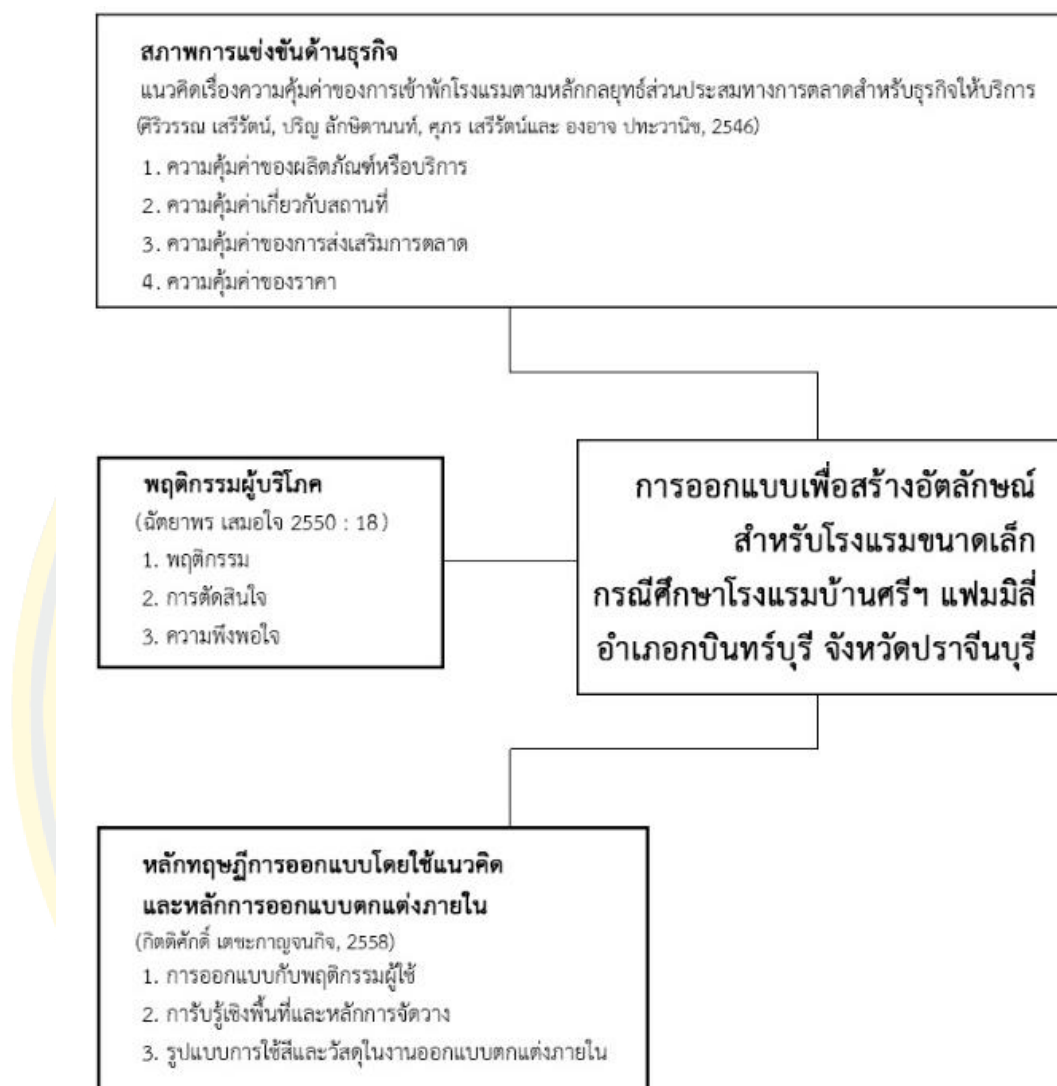 สภาพการแข่งขันด้านธุรกิจ
แนวคิดเรื่องความคุ้มค่าของการเข้าพักโรงแรมตามหลักกลยุทธ์ส่วนประสมทางการตลาดสำหรับธุรกิจให้บริการ
(ศิริวรรณ เสรีรัตน์, ปริญ ลักษิตานนท์, ศุภร เสรีรัตน์และ องอาจ ปทะวานิช, 2546)
1. ความคุ้มค่าของผลิตภัณฑ์หรือบริการ
2. ความคุ้มค่าเกี่ยวกับสถานที่
3. ความคุ้มค่าของการส่งเสริมการตลาด
4. ความคุ้มค่าของราคา
พฤติกรรมผู้บริโภค
(ฉัตยาพร เสมอใจ 2550 : 18)
1. พฤติกรรม
2. การตัดสินใจ
3. ความพึงพอใจ
การออกแบบเพื่อสร้างอัตลักษณ์
สำหรับโรงแรมขนาดเล็ก
กรณีศึกษาโรงแรมบ้านศรีฯ แฟมมิลี่
อำเภอกบินทร์บุรี จังหวัดปราจีนบุรี
หลักทฤษฎีการออกแบบโดยใช้แนวคิด
และหลักการออกแบบตกแต่งภายใน
(กิตติศักดิ์ เตชะกาญจนกิจ, 2558)
1. การออกแบบกับพฤติกรรมผู้ใช้
2. การับรู้เชิงพื้นที่และหลักการจัดวาง
3. รูปแบบการใช้สีและวัสดุในงานออกแบบตกแต่งภายใน